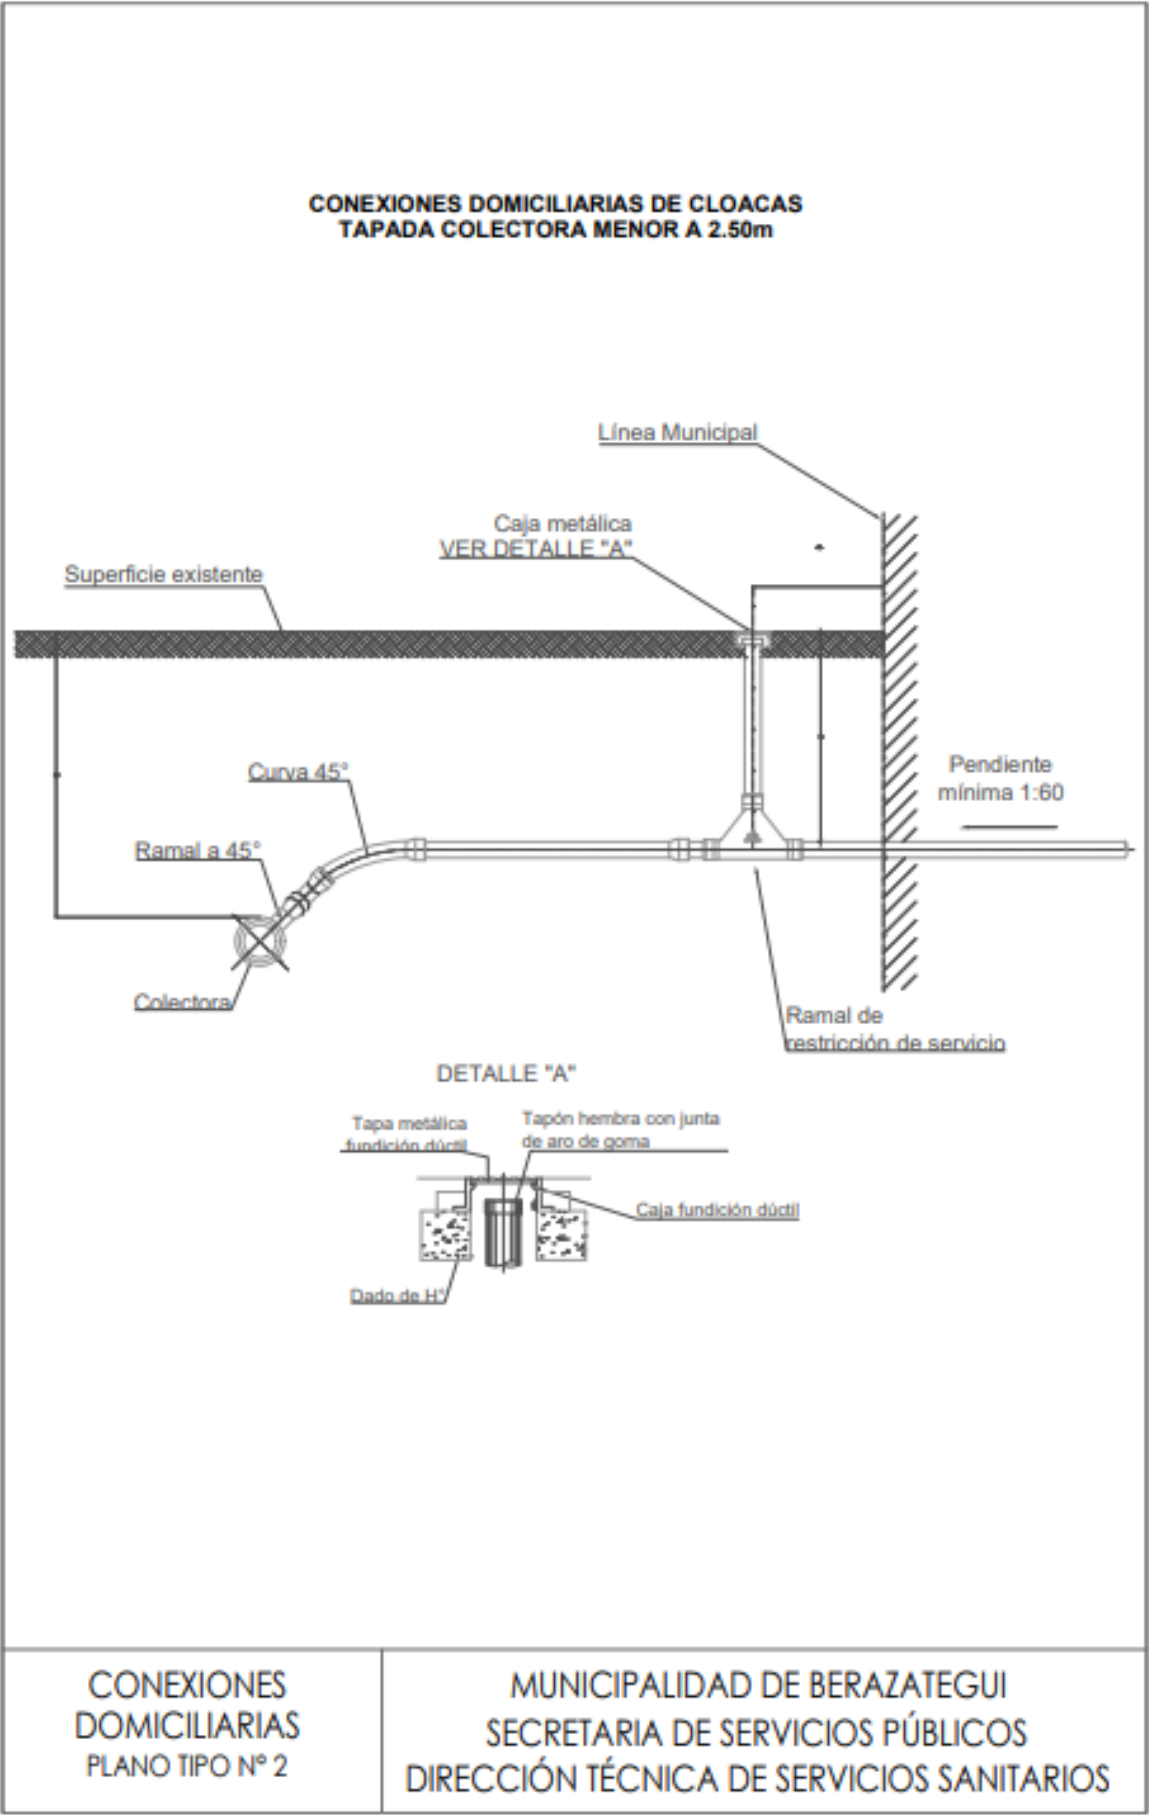 CONEXIONES DOMICILIARIAS DE CLOACAS
TAPADA COLECTORA MENOR A 2.50m
Línea Municipal
Caja metálica
VER DETALLE "A"
Superficie existente
Curva 45°
Pendiente
mínima 1:60
Ramal a 45°
Colectora
Ramal de
restricción de servicio
DETALLE "A"
Tapa metálica
fundición dúctil
Tapón hembra con junta
de aro de goma
Caja fundición dúctil
Dado de H°
CONEXIONES
DOMICILIARIAS
PLANO TIPO Nº 2
MUNICIPALIDAD DE BERAZATEGUI
SECRETARIA DE SERVICIOS PÚBLICOS
DIRECCIÓN TÉCNICA DE SERVICIOS SANITARIOS